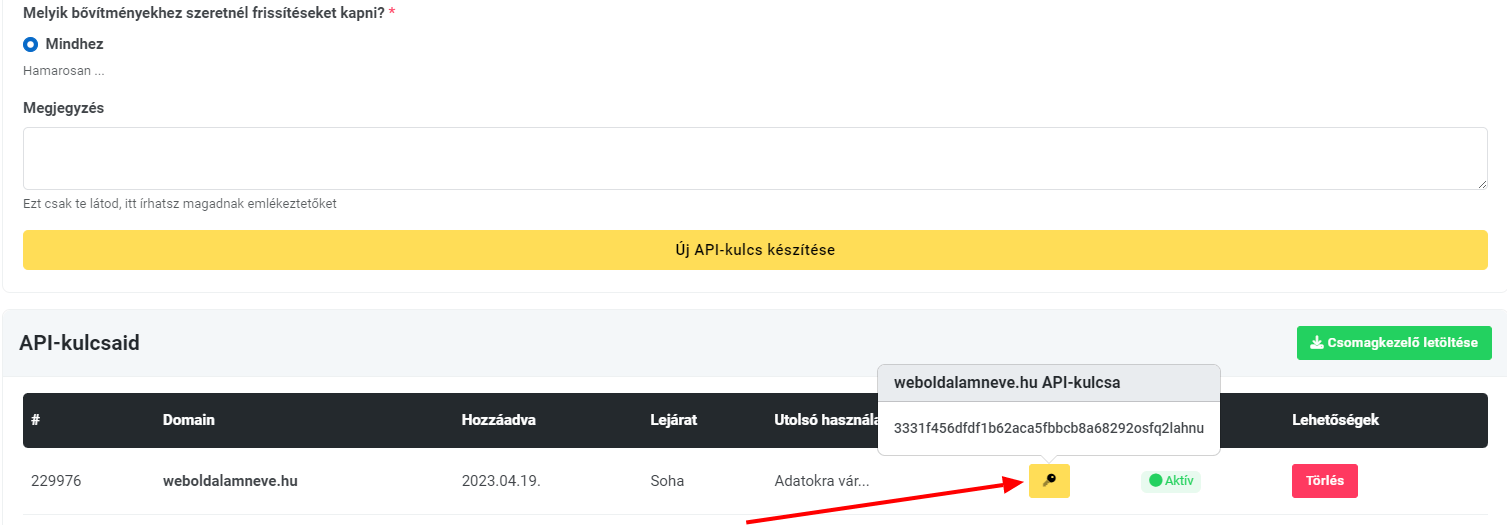 Melyik bővítményekhez szeretnél frissítéseket kapni? *
Mindhez
Hamarosan ...
Megjegyzés
Ezt csak te látod, itt írhatsz magadnak emlékeztetőket
Új API-kulcs készítése
API-kulcsaid
Csomagkezelő letöltése
weboldalamneve.hu API-kulcsa
3331f456dfdf1b62aca5fbbcb8a68292osfq2lahnu
# Domain Hozzáadva Lejárat Utolsó Lehetőségek
229976 weboldalamneve.hu 2023.04.19. Soha Adatokra vár... Aktív Törlés